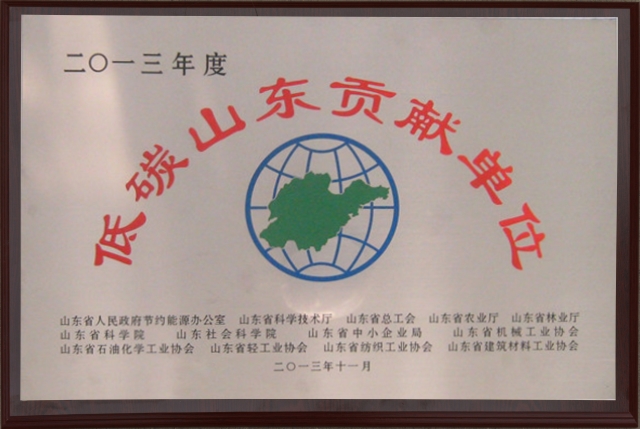 二〇一三年度
低碳山东贡献单位
山东省人民政府节约能源办公室 山东省科学技术厅 山东省总工会 山东省农业厅 山东省林业厅
山东省科学院 山东社会科学院 山东省中小企业局 山东省机械工业协会
山东省石油化学工业协会 山东省轻工业协会 山东省纺织工业协会 山东省建筑材料工业协会
二〇一三年十一月